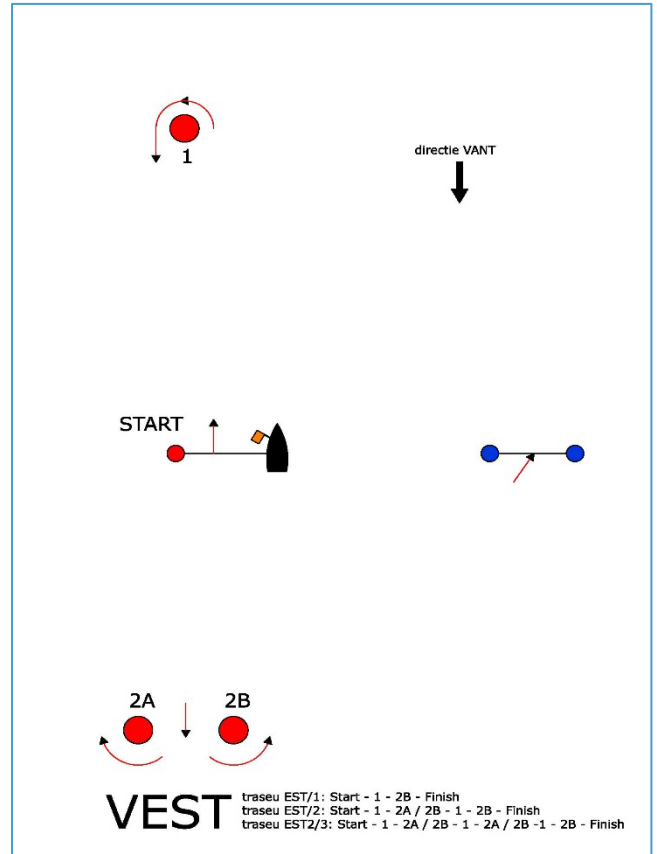 1
directie VANT
START
2A
2B
VEST
traseu EST/1: Start - 1 - 2B - Finish
traseu EST/2: Start - 1 - 2A / 2B - 1 - 2B - Finish
traseu EST2/3: Start - 1 - 2A / 2B - 1 - 2A / 2B -1 - 2B - Finish